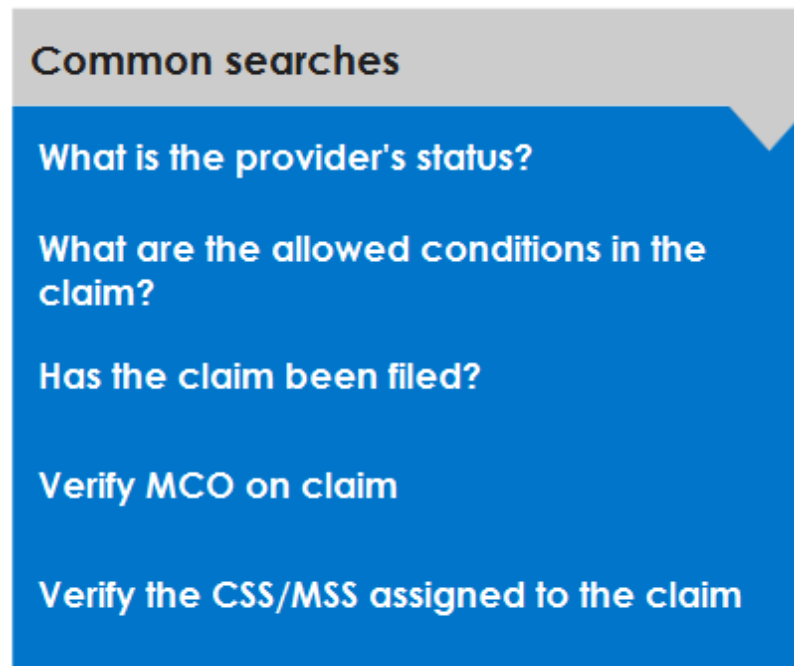 Common searches
What is the provider's status?
What are the allowed conditions in the
claim?
Has the claim been filed?
Verify MCO on claim
Verify the CSS/MSS assigned to the claim